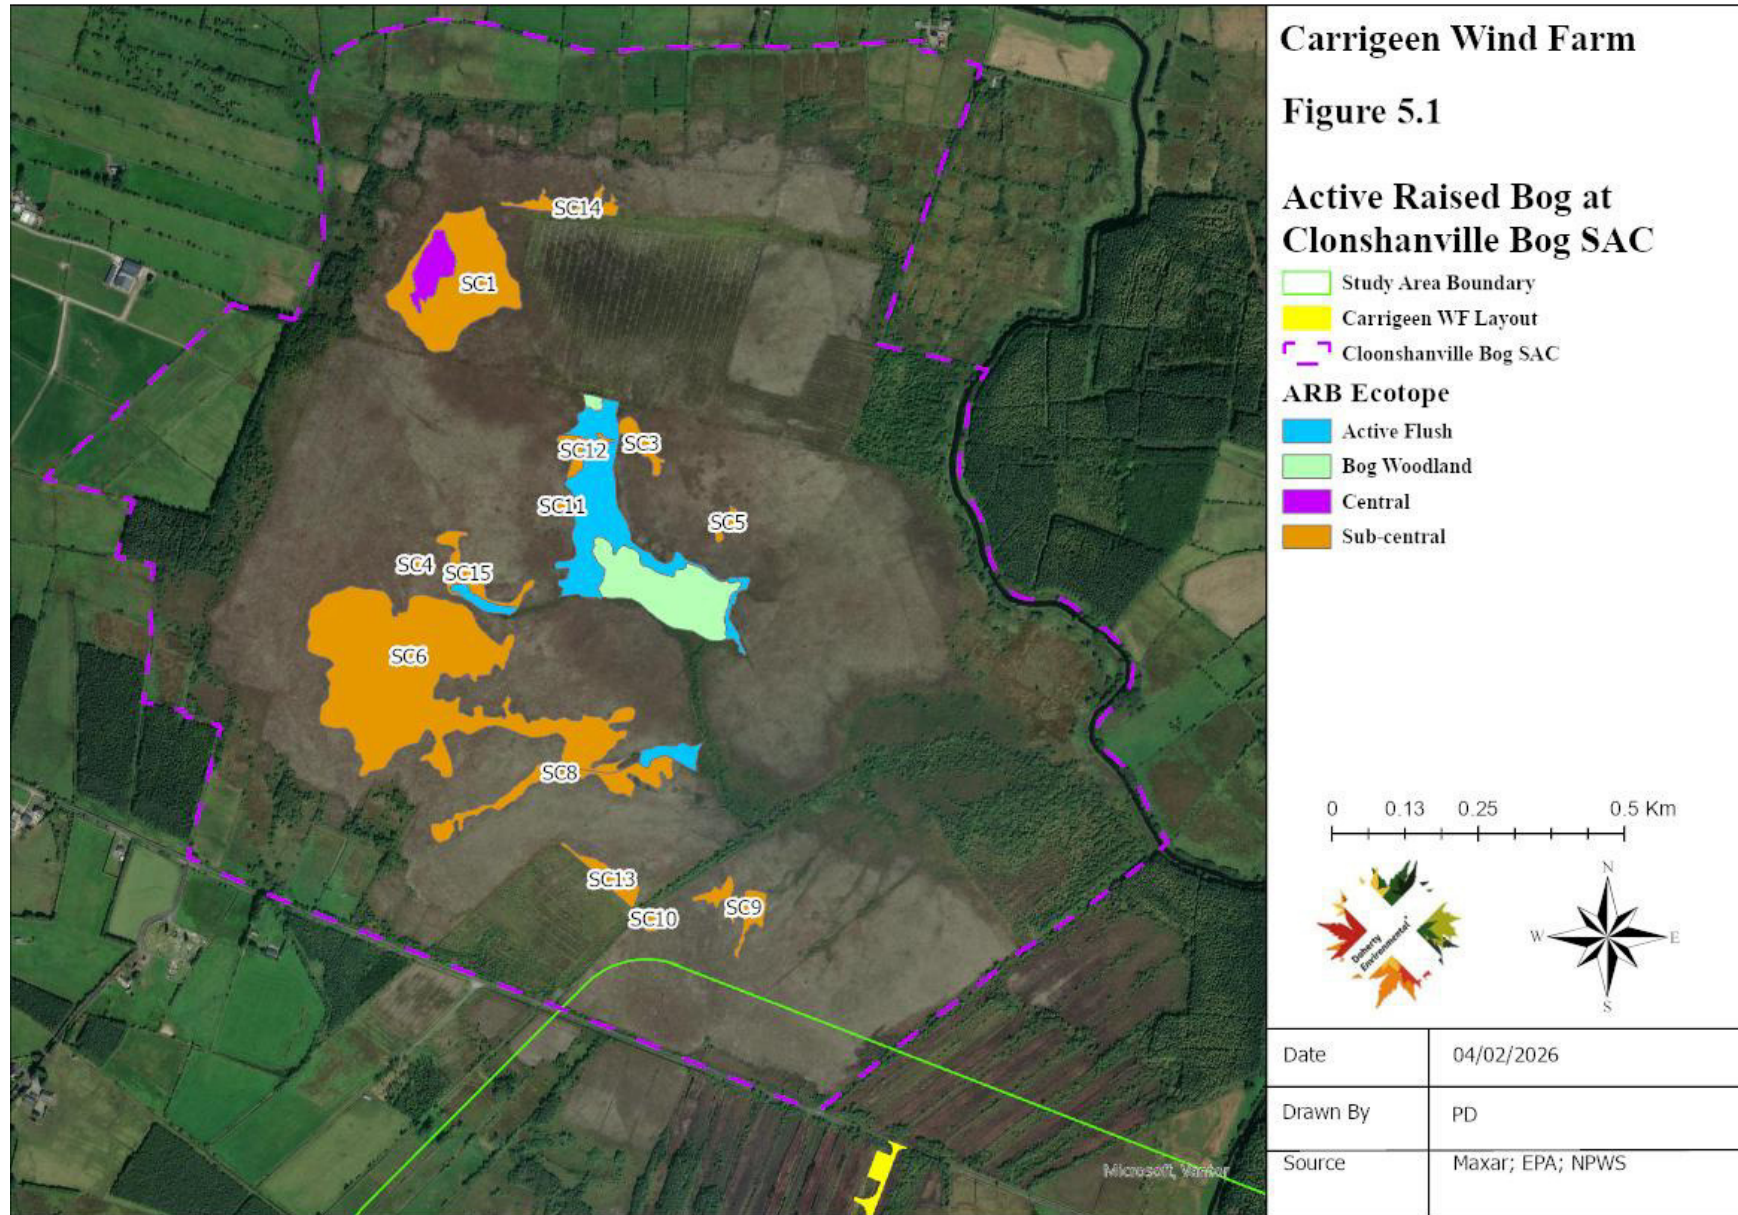 Carrigeen Wind Farm
Figure 5.1
Active Raised Bog at
Clonshanville Bog SAC
Study Area Boundary
Carrigeen WF Layout
Cloonshanville Bog SAC
ARB Ecotope
Active Flush
Bog Woodland
Central
Sub-central
0 0.13 0.25 0.5 Km
Doherty
Environmental
N
W E
S
Date 04/02/2026
Drawn By PD
Source Maxar; EPA; NPWS
SC14
SC1
SC3
SC12
SC11
SC5
SC4
SC15
SC6
SC8
SC13
SC9
SC10
Microsoft, Vantor